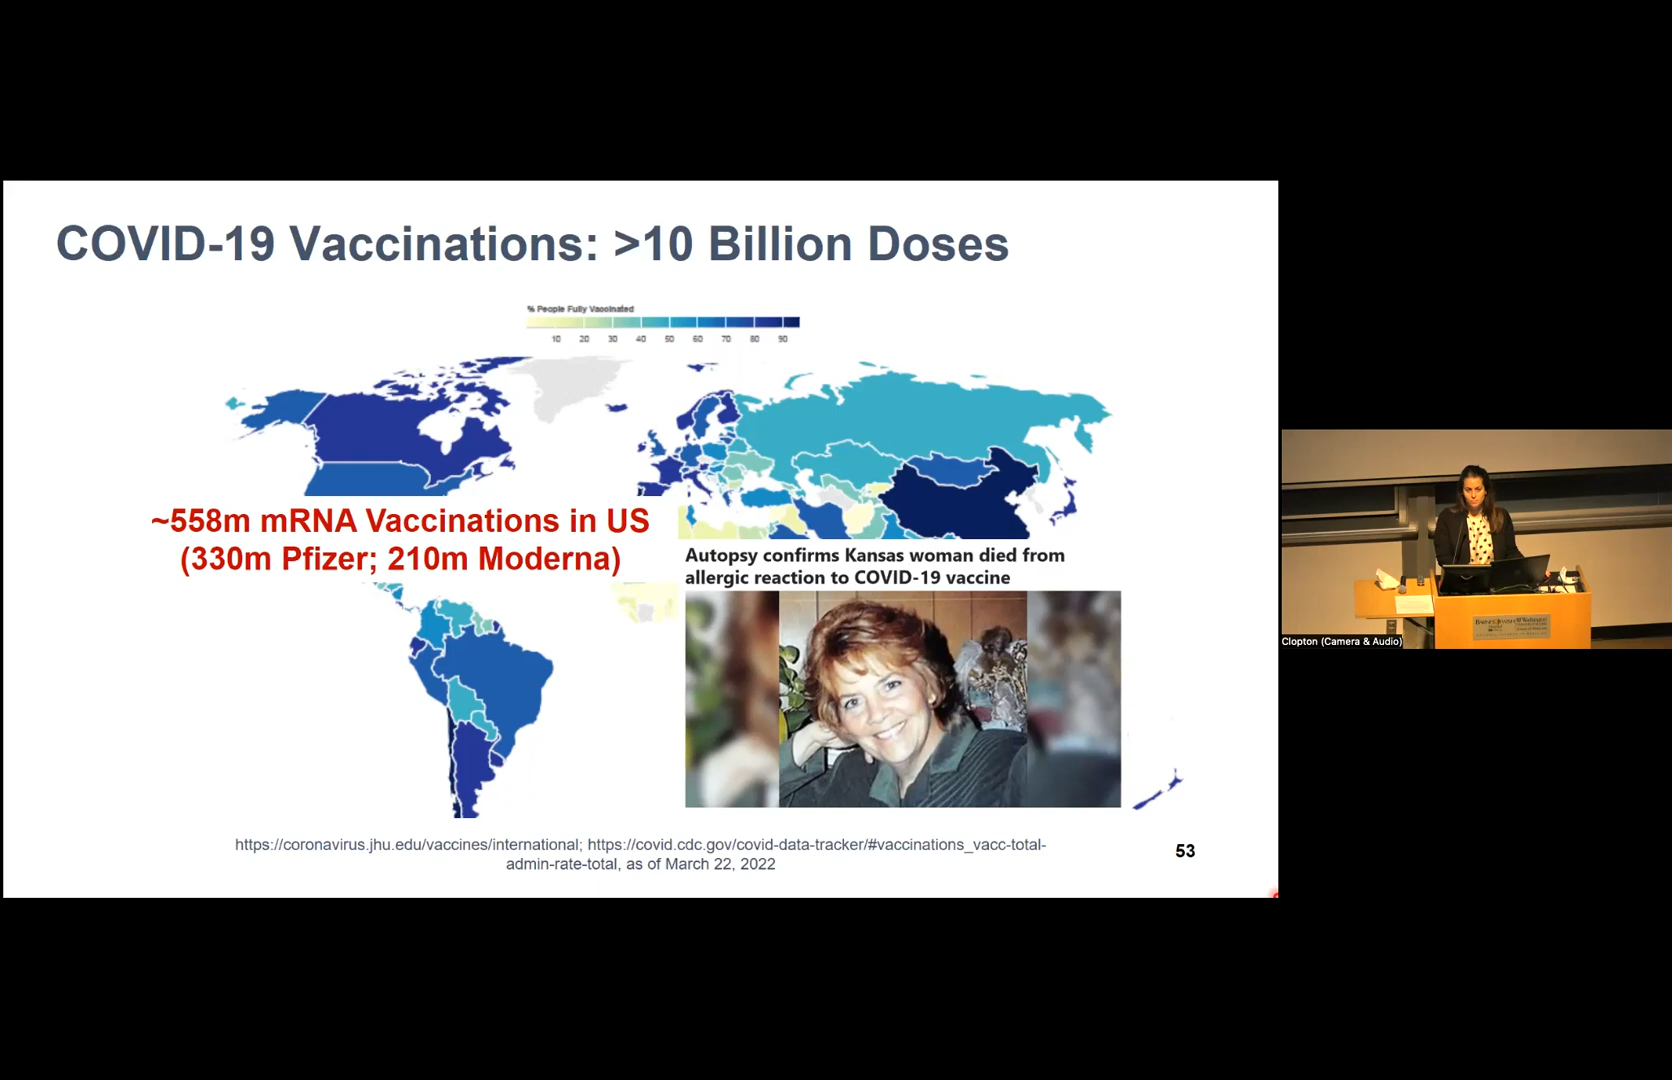 COVID-19 Vaccinations: >10 Billion Doses
% People Fully Vaccinated
10 20 30 40 50 60 70 80 90
~558m mRNA Vaccinations in US
(330m Pfizer; 210m Moderna)
Autopsy confirms Kansas woman died from
allergic reaction to COVID-19 vaccine
https://coronavirus.jhu.edu/vaccines/international; https://covid.cdc.gov/covid-data-tracker/#vaccinations_vacc-total-
admin-rate-total, as of March 22, 2022
53
Clopton (Camera & Audio)